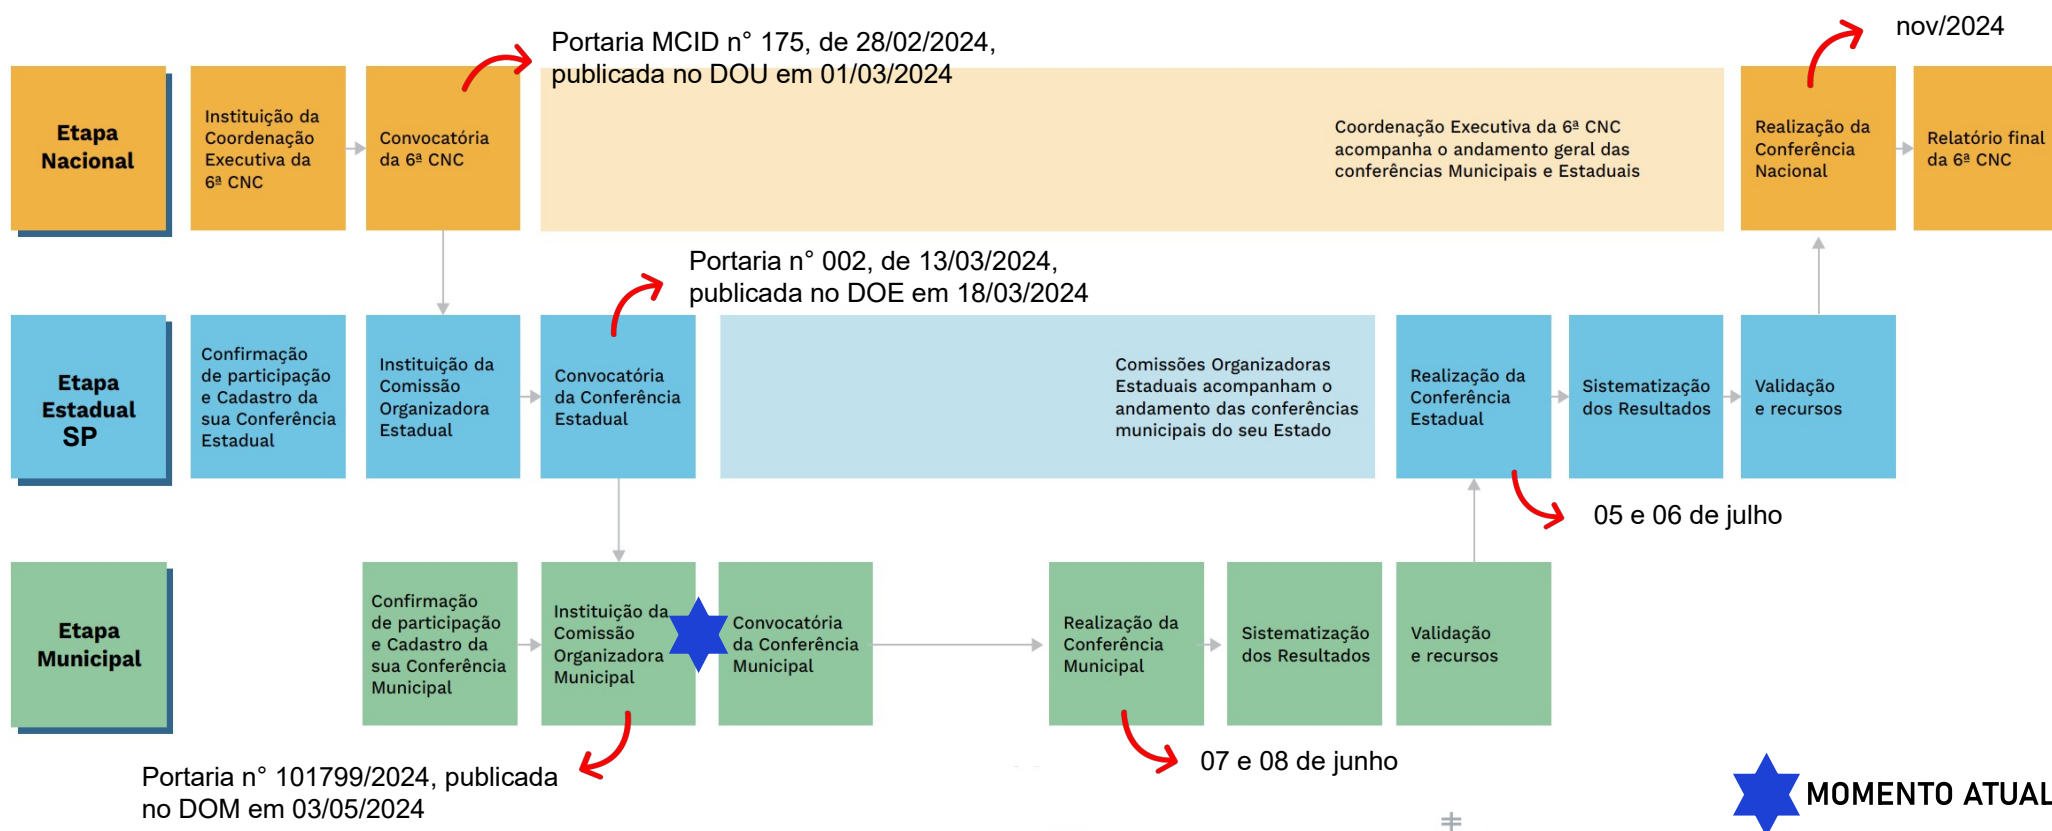 Portaria MCID n° 175, de 28/02/2024,
publicada no DOU em 01/03/2024
nov/2024
Etapa
Nacional
Instituição da
Coordenação
Executiva da
6ª CNC
Convocatória
da 6ª CNC
Coordenação Executiva da 6ª CNC
acompanha o andamento geral das
conferências Municipais e Estaduais
Realização da
Conferência
Nacional
Relatório final
da 6ª CNC
Portaria n° 002, de 13/03/2024,
publicada no DOE em 18/03/2024
Etapa
Estadual
SP
Confirmação
de participação
e Cadastro da
sua Conferência
Estadual
Instituição da
Comissão
Organizadora
Estadual
Convocatória
da Conferência
Estadual
Comissões Organizadoras
Estaduais acompanham o
andamento das conferências
municipais do seu Estado
Realização da
Conferência
Estadual
Sistematização
dos Resultados
Validação
e recursos
05 e 06 de julho
Etapa
Municipal
Confirmação
de participação
e Cadastro da
sua Conferência
Municipal
Instituição da
Comissão
Organizadora
Municipal
Convocatória
da Conferência
Municipal
Realização da
Conferência
Municipal
Sistematização
dos Resultados
Validação
e recursos
07 e 08 de junho
Portaria n° 101799/2024, publicada
no DOM em 03/05/2024
MOMENTO ATUAL